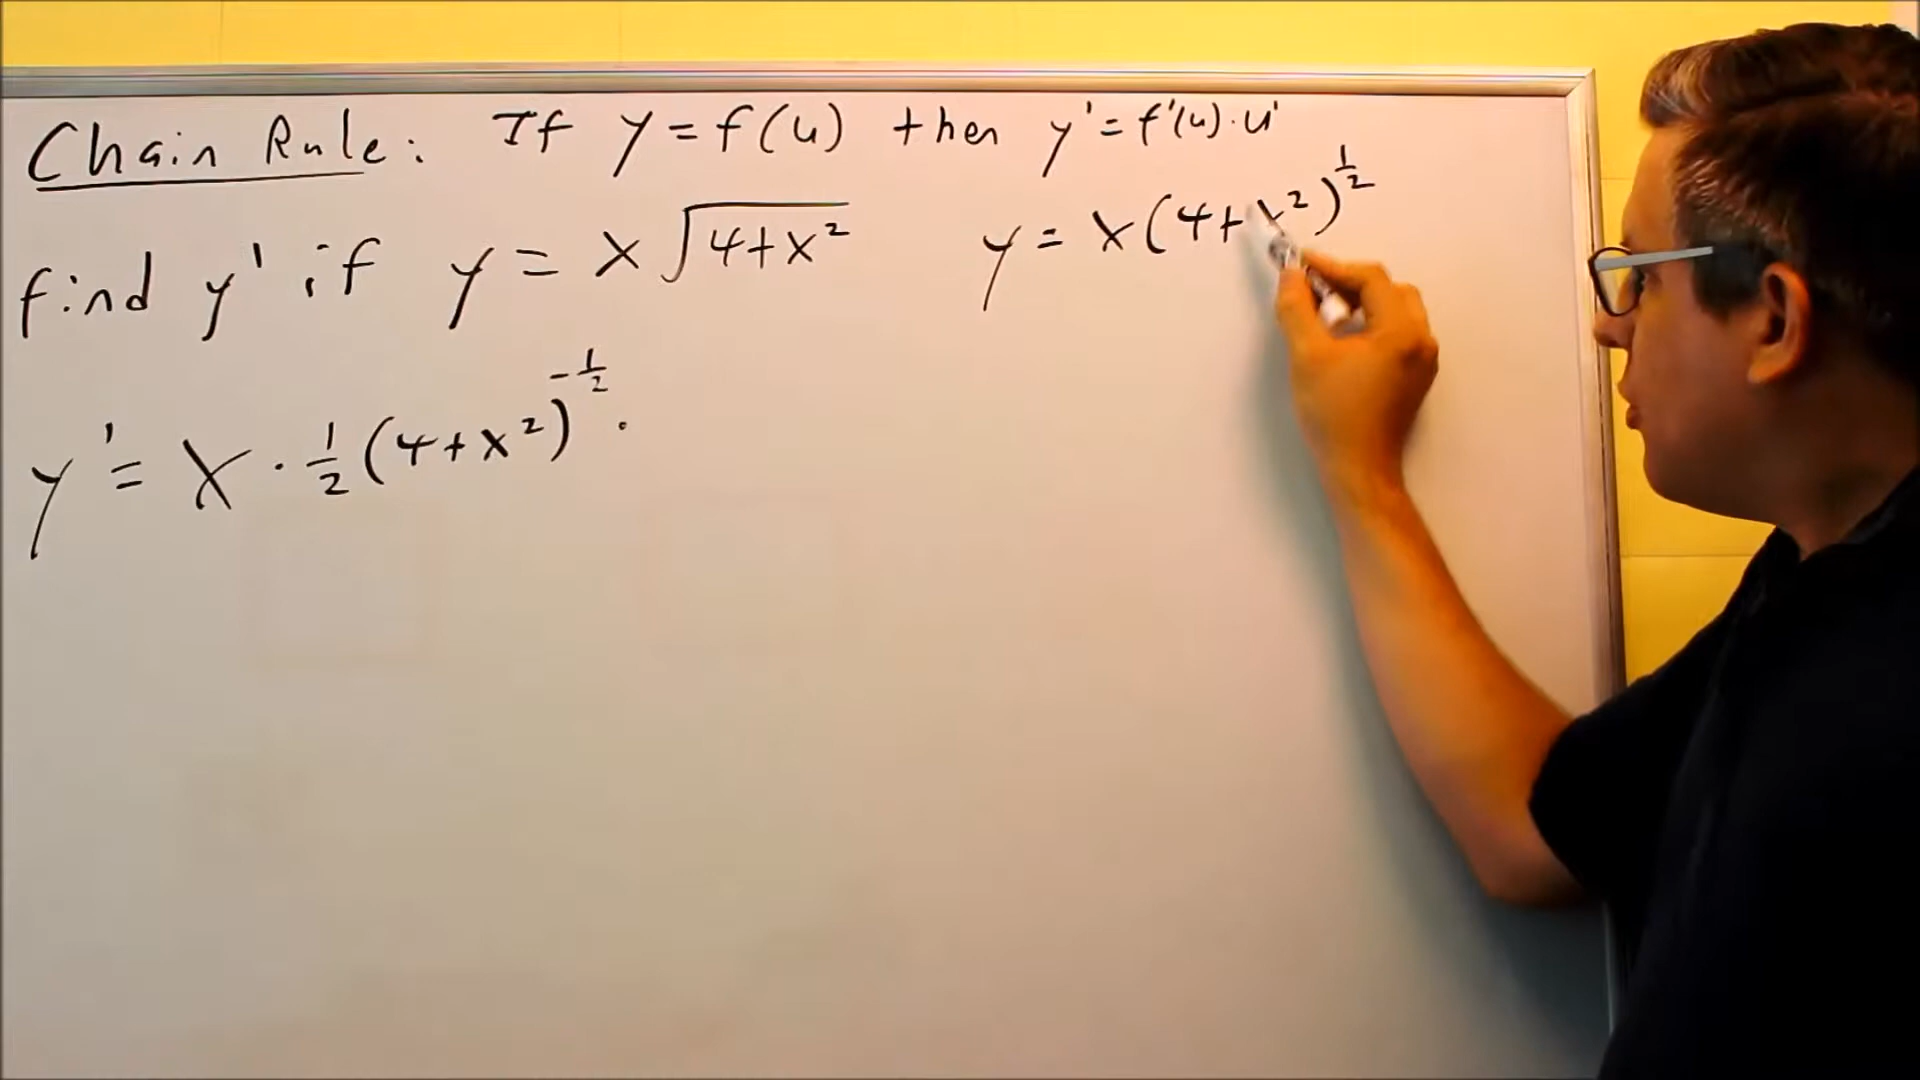 Chain Rule: If y = f(u) then y' = f'(u) · u'
find y' if y = x√(4+x²)
y = x(4+x²)^(1/2)
y' = x · 1/2 (4+x²)^(-1/2) ·